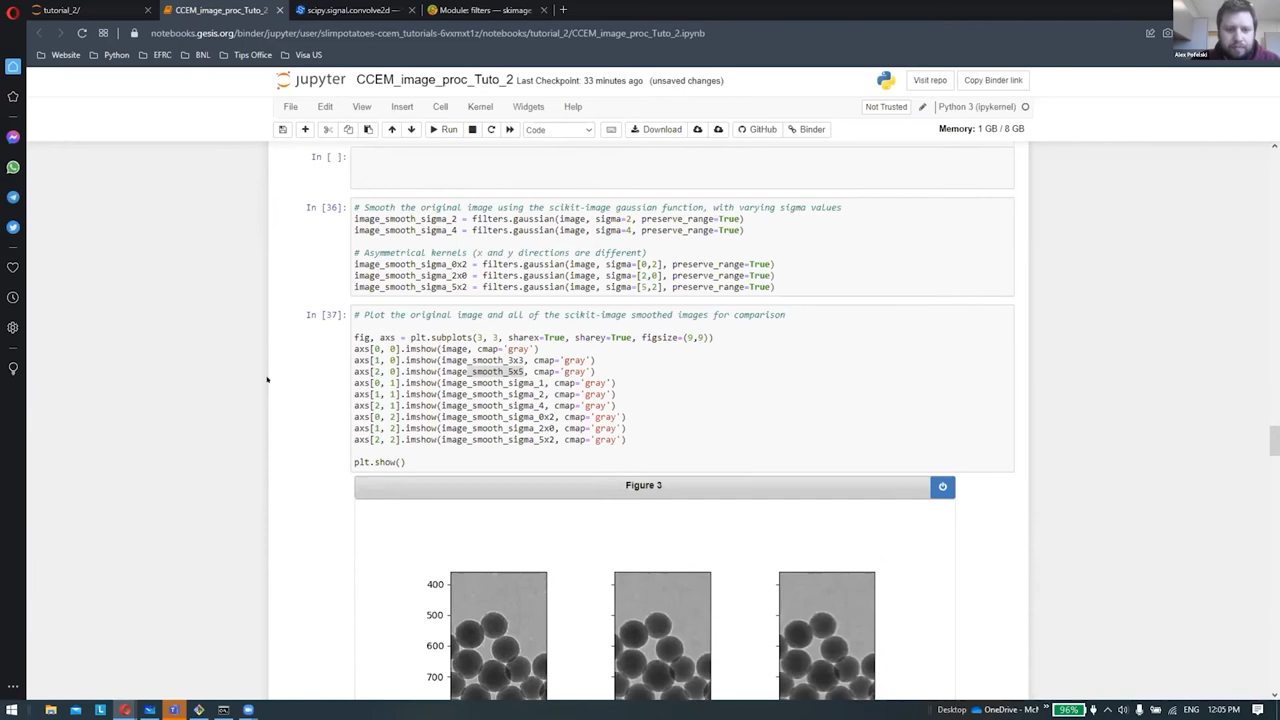 tutorial_2/
CCEM_image_proc_Tuto_2
scipy.signal.convolve2d —
Module: filters — skimage
notebooks.gesis.org/binder/jupyter/user/slimpotatoes-ccem_tutorials-6vxmxt1z/notebooks/tutorial_2/CCEM_image_proc_Tuto_2.ipynb
Alex Pofelski
Website Python EFRC BNL Tips Office Visa US
jupyter CCEM_image_proc_Tuto_2 Last Checkpoint: 33 minutes ago (unsaved changes) Visit repo Copy Binder link
File Edit View Insert Cell Kernel Widgets Help Not Trusted Python 3 (ipykernel)
Run Code Download GitHub Binder Memory: 1 GB / 8 GB
In [ ]:
In [36]: # Smooth the original image using the scikit-image gaussian function, with varying sigma values
image_smooth_sigma_2 = filters.gaussian(image, sigma=2, preserve_range=True)
image_smooth_sigma_4 = filters.gaussian(image, sigma=4, preserve_range=True)
# Asymmetrical kernels (x and y directions are different)
image_smooth_sigma_0x2 = filters.gaussian(image, sigma=[0,2], preserve_range=True)
image_smooth_sigma_2x0 = filters.gaussian(image, sigma=[2,0], preserve_range=True)
image_smooth_sigma_5x2 = filters.gaussian(image, sigma=[5,2], preserve_range=True)
In [37]: # Plot the original image and all of the scikit-image smoothed images for comparison
fig, axs = plt.subplots(3, 3, sharex=True, sharey=True, figsize=(9,9))
axs[0, 0].imshow(image, cmap='gray')
axs[1, 0].imshow(image_smooth_3x3, cmap='gray')
axs[2, 0].imshow(image_smooth_5x5, cmap='gray')
axs[0, 1].imshow(image_smooth_sigma_1, cmap='gray')
axs[1, 1].imshow(image_smooth_sigma_2, cmap='gray')
axs[2, 1].imshow(image_smooth_sigma_4, cmap='gray')
axs[0, 2].imshow(image_smooth_sigma_0x2, cmap='gray')
axs[1, 2].imshow(image_smooth_sigma_2x0, cmap='gray')
axs[2, 2].imshow(image_smooth_sigma_5x2, cmap='gray')
plt.show()
Figure 3
400
500
600
700
Desktop OneDrive - McM 96% ENG 12:05 PM